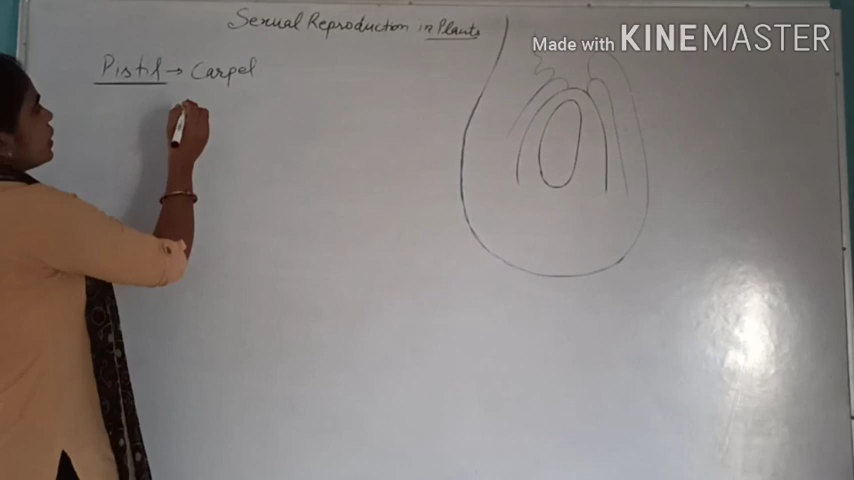 Sexual Reproduction in Plants
Made with KINEMASTER
Pistil → Carpel